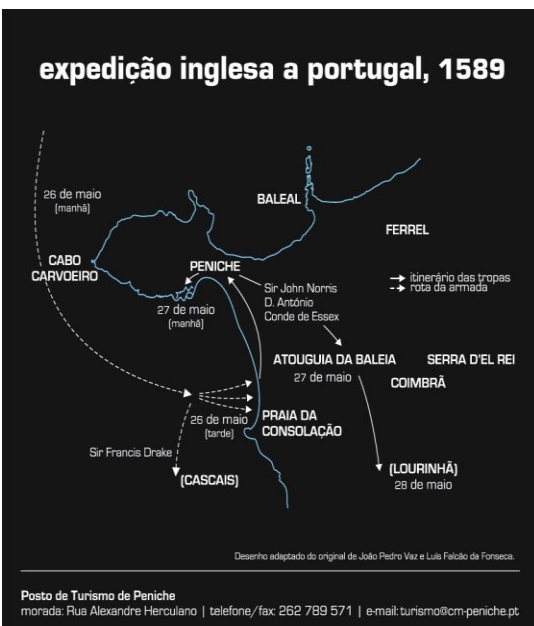 expedição inglesa a portugal, 1589
26 de maio
(manhã)
BALEAL
FERREL
CABO
CARVOEIRO
PENICHE
itinerário das tropas
rota da armada
Sir John Norris
D. António
Conde de Essex
27 de maio
(manhã)
ATOUGUIA DA BALEIA
27 de maio
SERRA D'EL REI
COIMBRÃ
26 de maio
(tarde)
PRAIA DA
CONSOLAÇÃO
Sir Francis Drake
(CASCAIS)
(LOURINHÃ)
28 de maio
Desenho adaptado do original de João Pedro Vaz e Luís Falcão da Fonseca.
Posto de Turismo de Peniche
morada: Rua Alexandre Herculano | telefone/fax: 262 789 571 | e-mail: turismo@cm-peniche.pt